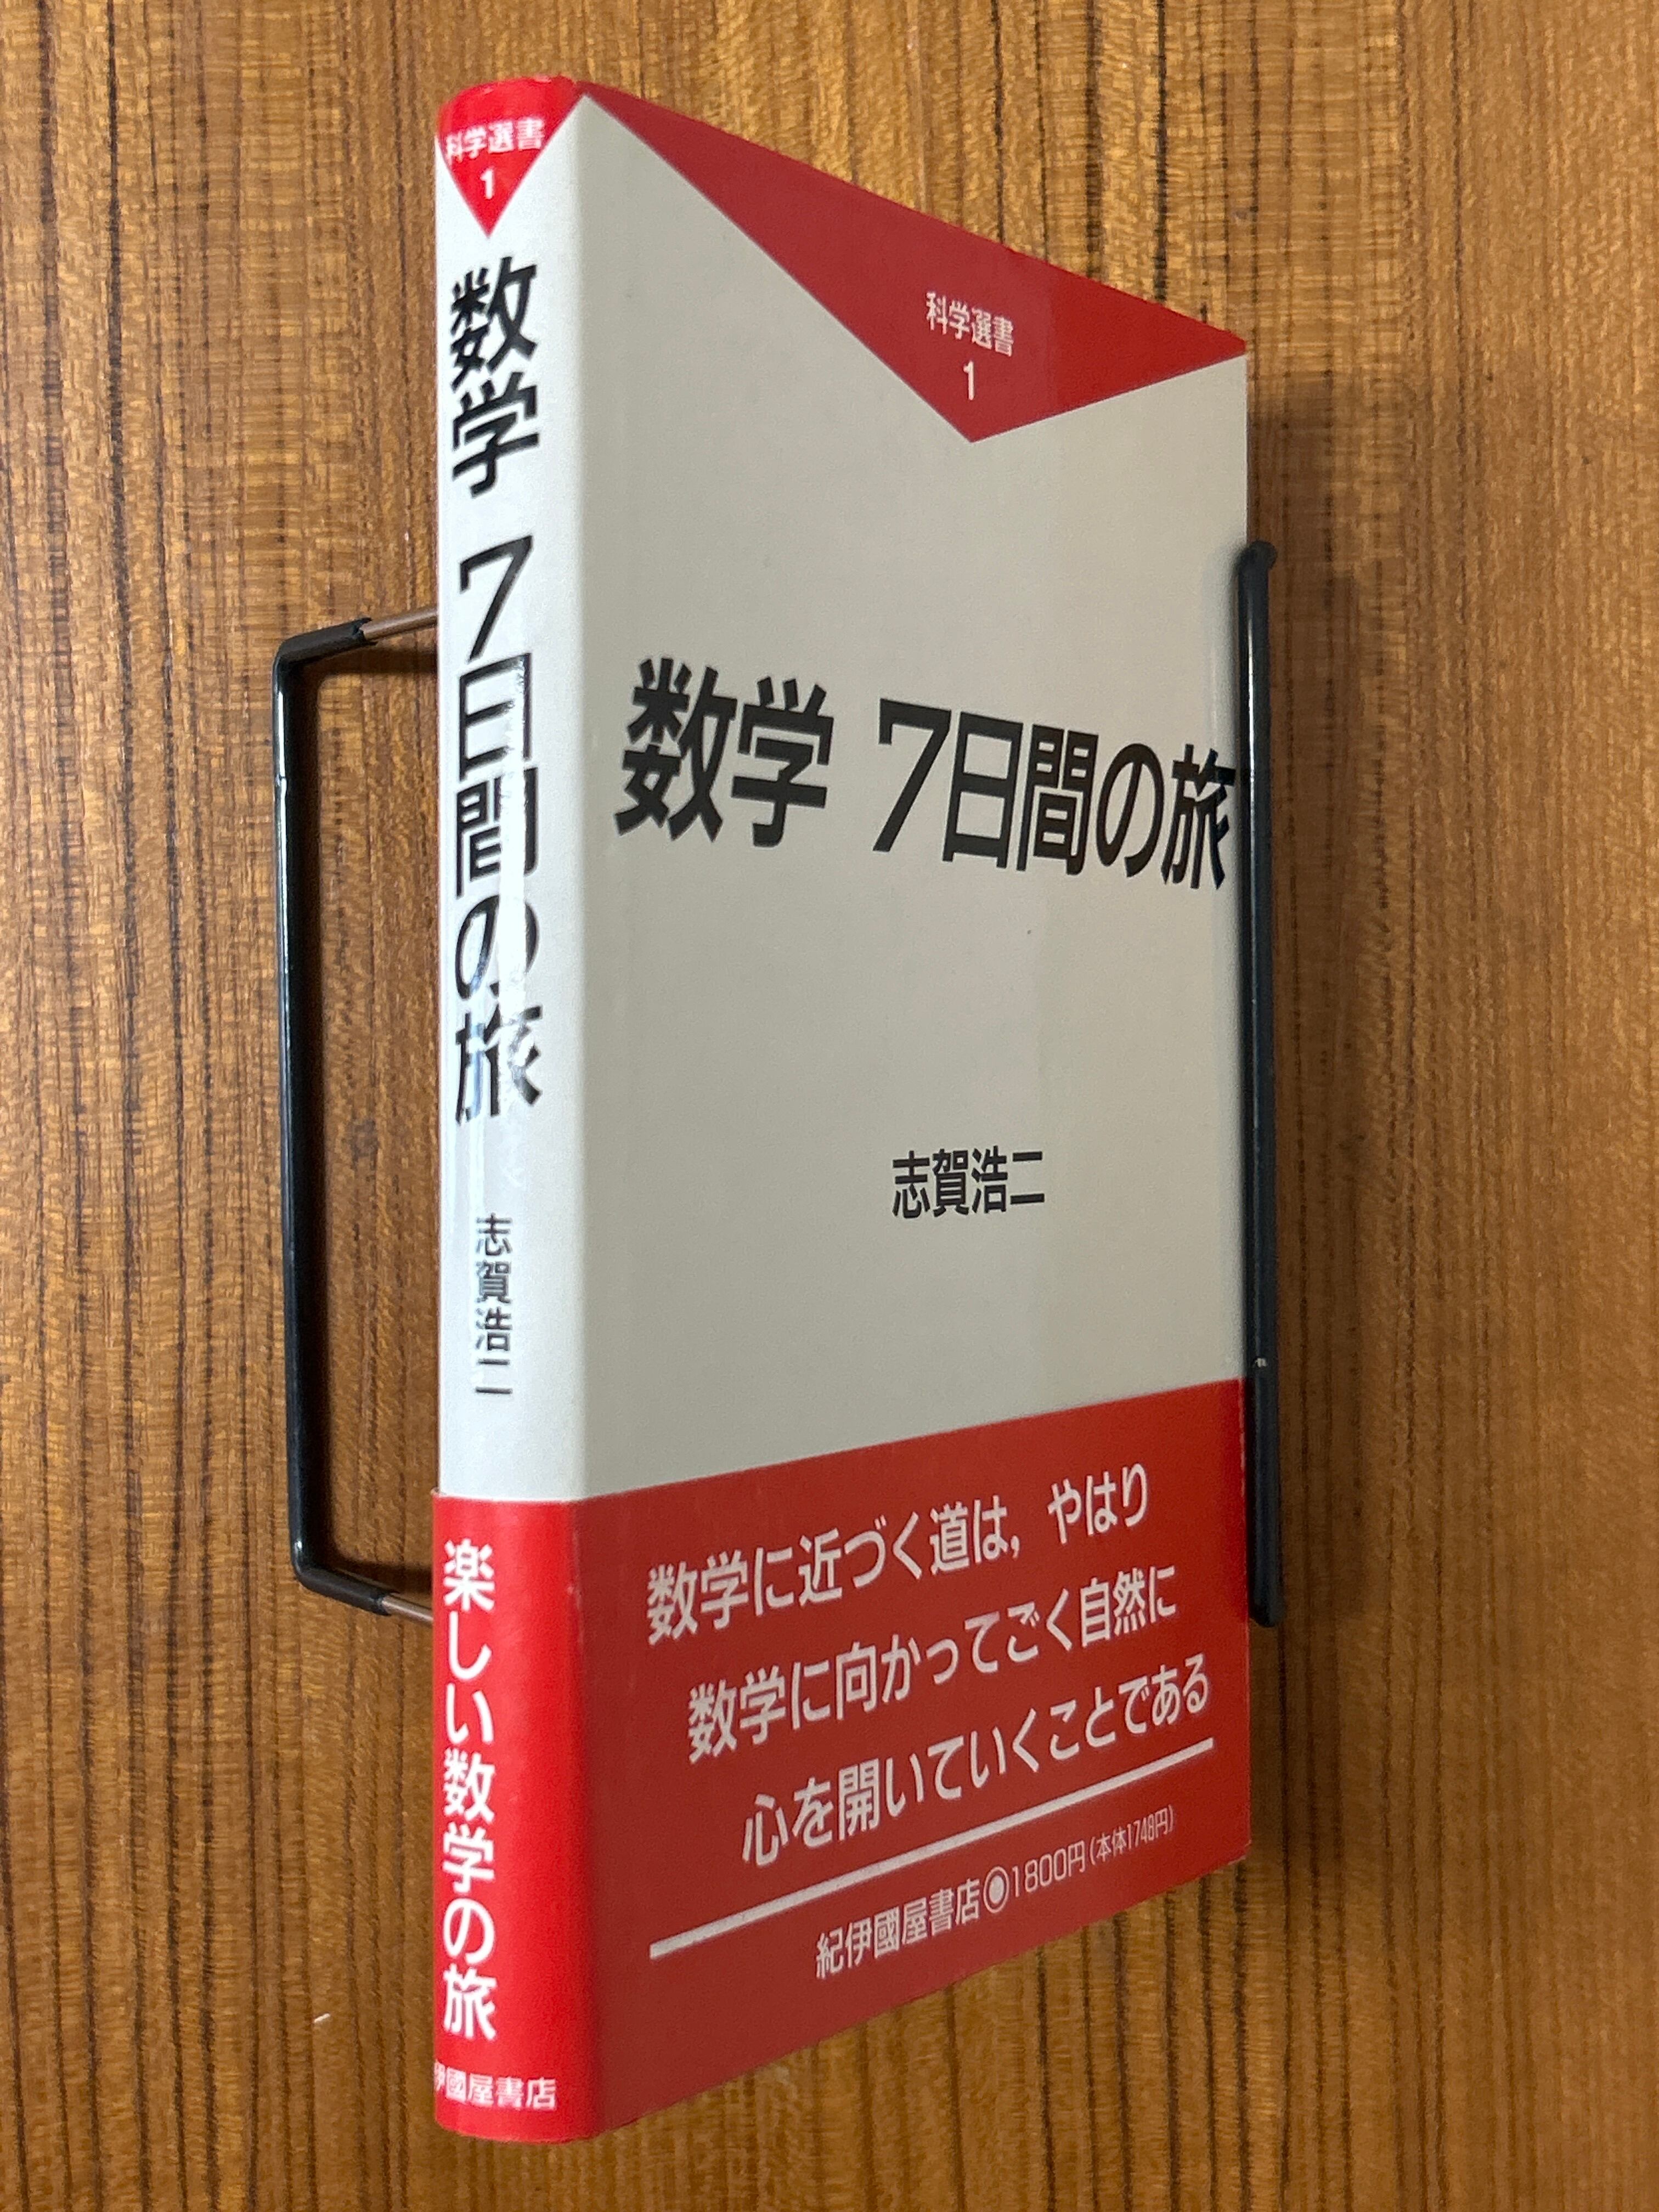 科学選書
1
数学 7日間の旅
志賀浩二
楽しい数学の旅
伊國屋書店
科学選書
1
数学 7日間の旅
志賀浩二
数学に近づく道は，やはり
数学に向かってごく自然に
心を開いていくことである
紀伊國屋書店◉1800円(本体1748円)